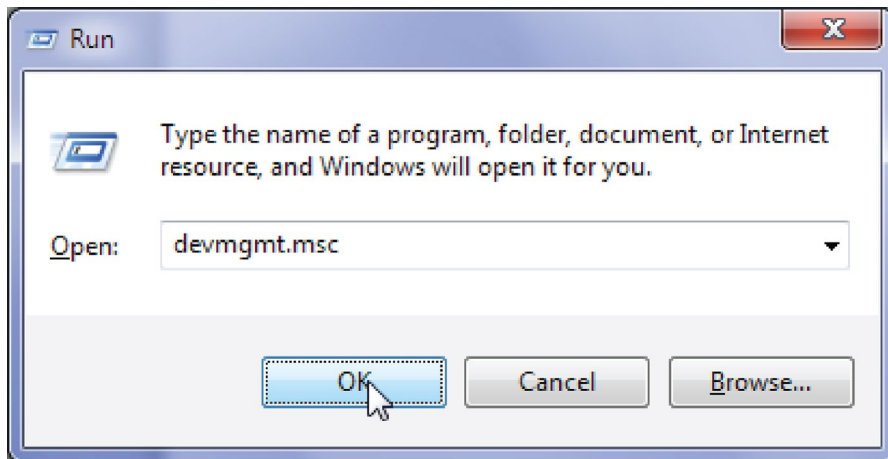 Run
Type the name of a program, folder, document, or Internet
resource, and Windows will open it for you.
Open: devmgmt.msc
OK Cancel Browse...